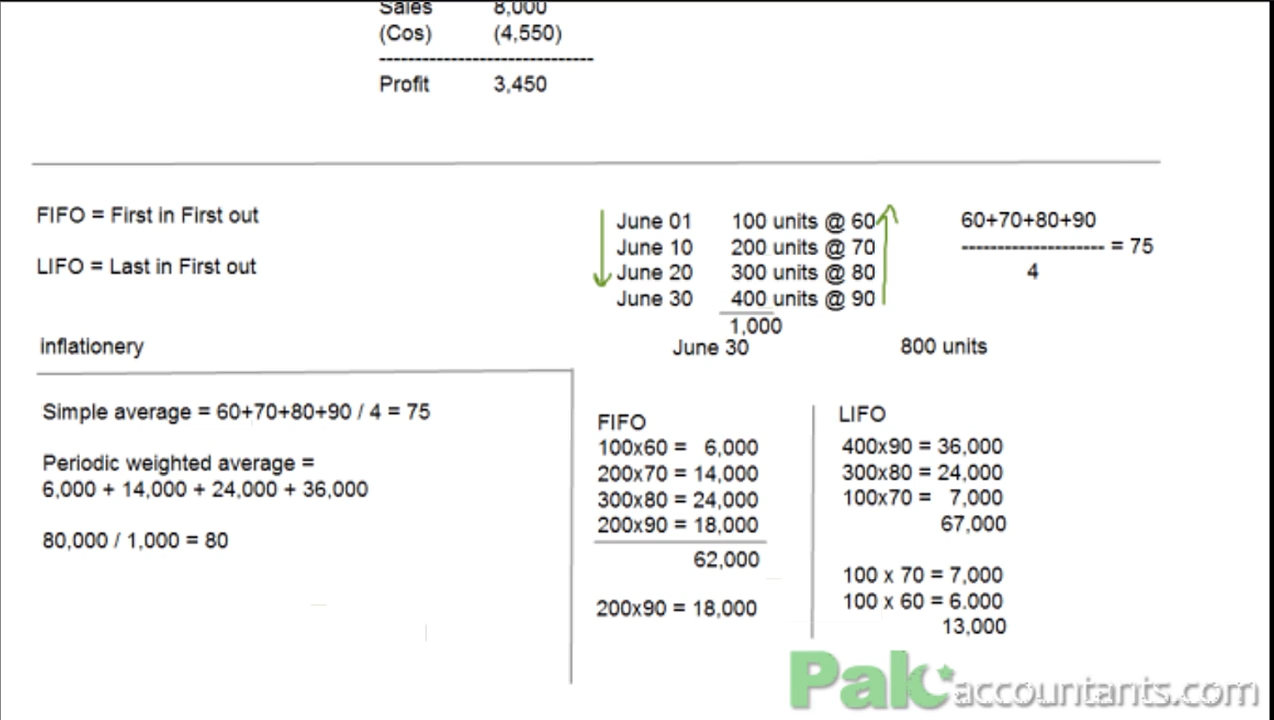 Sales 8,000
(Cos) (4,550)
------------------------------
Profit 3,450
FIFO = First in First out
LIFO = Last in First out
inflationery
June 01 100 units @ 60
June 10 200 units @ 70
June 20 300 units @ 80
June 30 400 units @ 90
1,000
June 30 800 units
60+70+80+90
--------------------- = 75
4
Simple average = 60+70+80+90 / 4 = 75
Periodic weighted average =
6,000 + 14,000 + 24,000 + 36,000
80,000 / 1,000 = 80
FIFO
100x60 = 6,000
200x70 = 14,000
300x80 = 24,000
200x90 = 18,000
62,000
200x90 = 18,000
LIFO
400x90 = 36,000
300x80 = 24,000
100x70 = 7,000
67,000
100 x 70 = 7,000
100 x 60 = 6.000
13,000
Pakaccountants.com